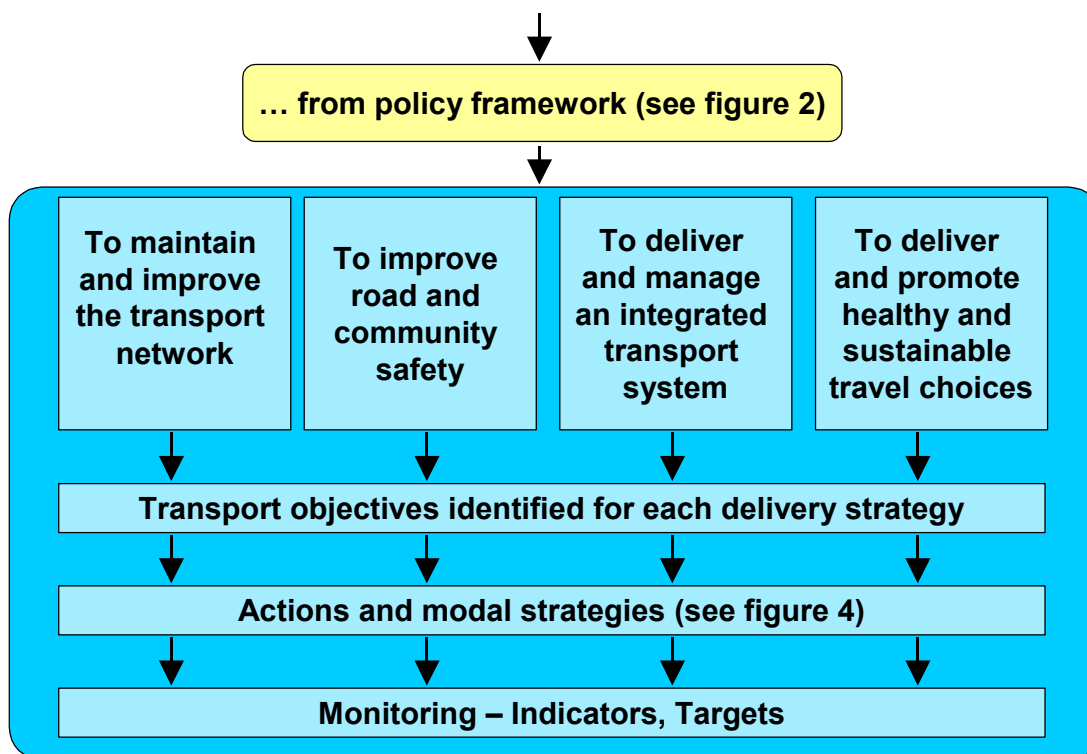 … from policy framework (see figure 2)
To maintain
and improve
the transport
network
To improve
road and
community
safety
To deliver
and manage
an integrated
transport
system
To deliver
and promote
healthy and
sustainable
travel choices
Transport objectives identified for each delivery strategy
Actions and modal strategies (see figure 4)
Monitoring – Indicators, Targets